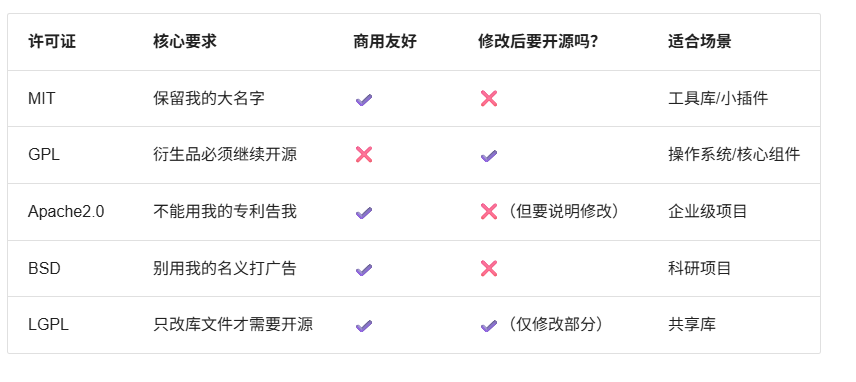 许可证 核心要求 商用友好 修改后要开源吗？ 适合场景
MIT 保留我的大名字 ✔ ❌ 工具库/小插件
GPL 衍生品必须继续开源 ❌ ✔ 操作系统/核心组件
Apache2.0 不能用我的专利告我 ✔ ❌（但要说明修改） 企业级项目
BSD 别用我的名义打广告 ✔ ❌ 科研项目
LGPL 只改库文件才需要开源 ✔ ✔（仅修改部分） 共享库